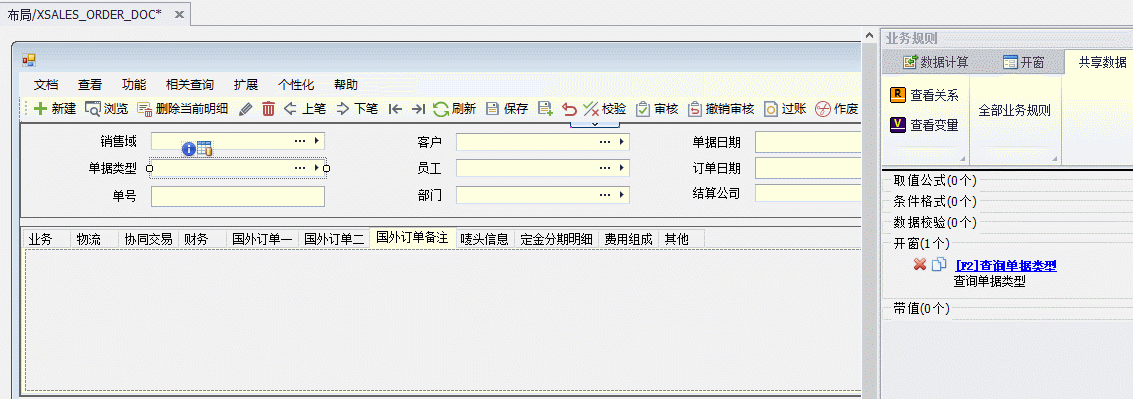 布局/XSALES_ORDER_DOC*
业务规则
数据计算 开窗 共享数据
文档 查看 功能 相关查询 扩展 个性化 帮助
查看关系
查看变量
全部业务规则
新建 浏览 删除当前明细 上笔 下笔 刷新 保存 校验 审核 撤销审核 过账 作废
销售域 客户 单据日期
单据类型 员工 订单日期
单号 部门 结算公司
取值公式(0个)
条件格式(0个)
数据校验(0个)
开窗(1个)
[F2]查询单据类型
查询单据类型
带值(0个)
业务 物流 协同交易 财务 国外订单一 国外订单二 国外订单备注 唛头信息 定金分期明细 费用组成 其他